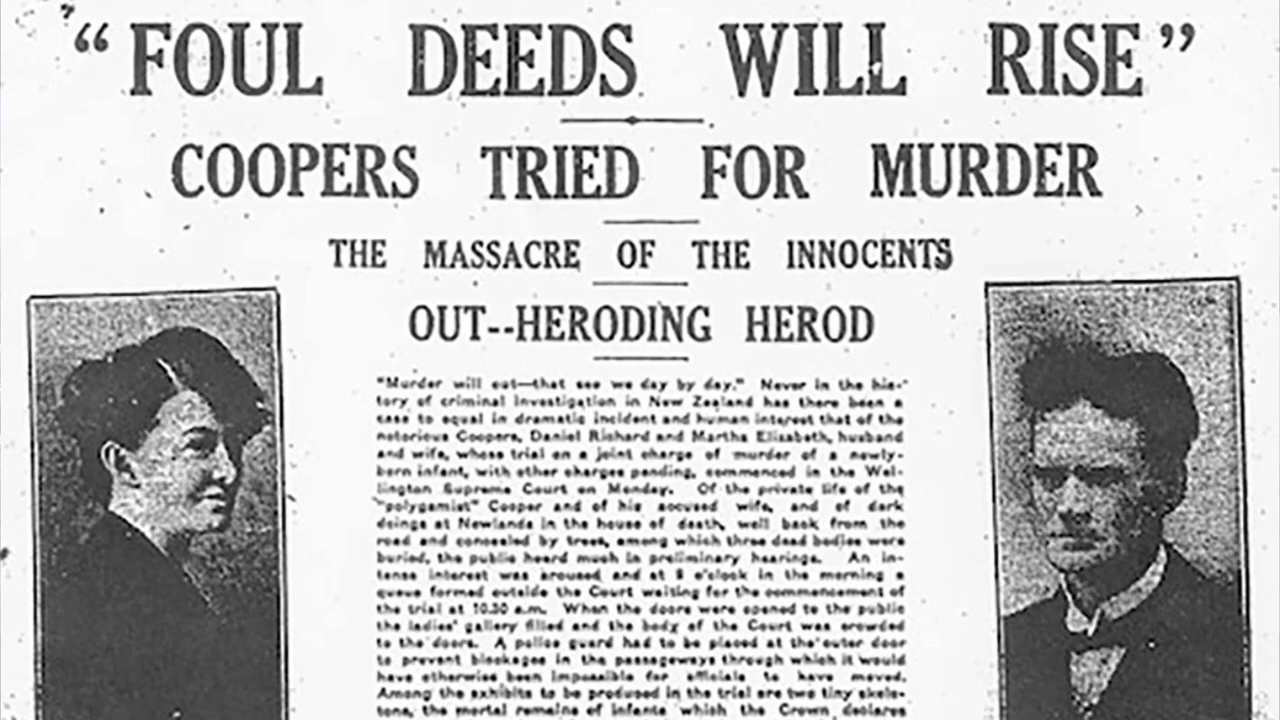 “FOUL DEEDS WILL RISE”
COOPERS TRIED FOR MURDER
THE MASSACRE OF THE INNOCENTS
OUT--HERODING HEROD
"Murder will out—that see we day by day." Never in the his-
tory of criminal investigation in New Zealand has there been a
case to equal in dramatic incident and human interest that of the
notorious Coopers, Daniel Richard and Martha Elizabeth, husband
and wife, whose trial on a joint charge of murder of a newly-
born infant, with other charges pending, commenced in the Wel-
lington Supreme Court on Monday. Of the private life of the
"polygamist" Cooper and of his accused wife, and of dark
doings at Newlands in the house of death, well back from the
road and concealed by trees, among which three dead bodies were
buried, the public heard much in preliminary hearings. An in-
tense interest was aroused and at 8 o'clock in the morning a
queue formed outside the Court waiting for the commencement of
the trial at 10.30 a.m. When the doors were opened to the public
the ladies' gallery filled and the body of the Court was crowded
to the doors. A police guard had to be placed at the outer door
to prevent blockages in the passageways through which it would
have otherwise been impossible for officials to have moved.
Among the exhibits to be produced in the trial are two tiny skele-
tons, the mortal remains of infants which the Crown declares